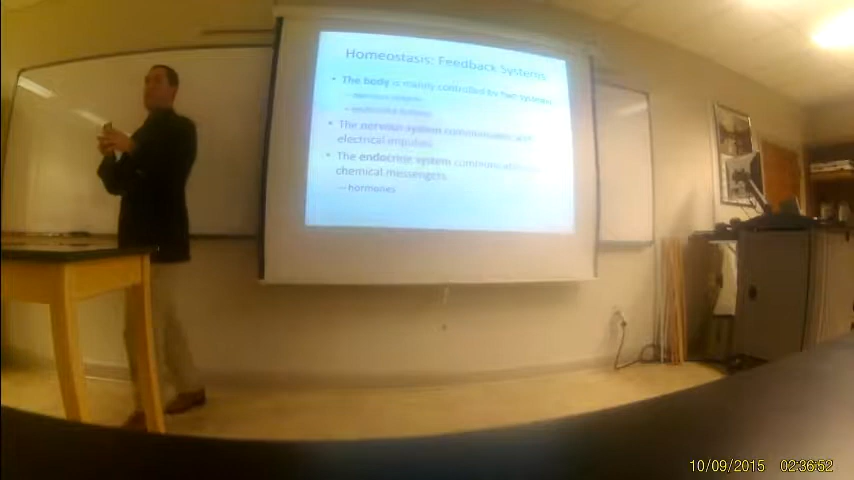 Homeostasis: Feedback Systems
• The body is mainly controlled by two systems
• The nervous system communicates with
electrical impulses
• The endocrine system communicates
chemical messengers
— hormones
10/09/2015 02:36:52